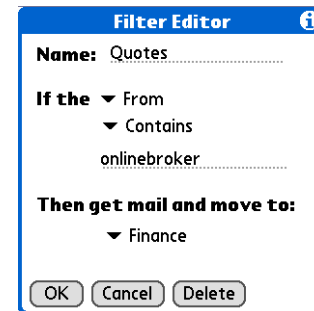 Filter Editor
Name: Quotes
If the From
Contains
onlinebroker
Then get mail and move to:
Finance
OK Cancel Delete